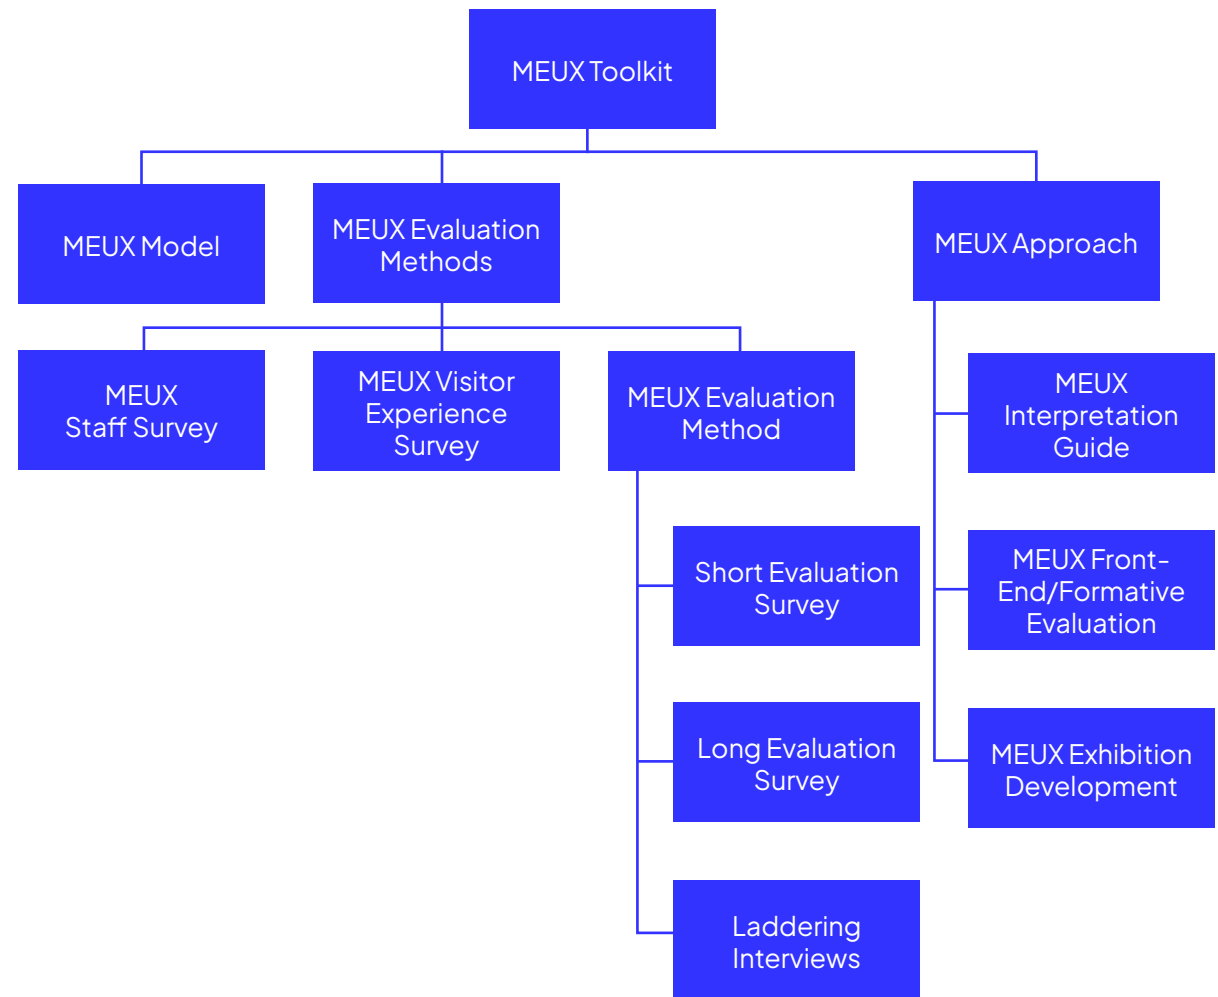 MEUX Toolkit
MEUX Model
MEUX Evaluation
Methods
MEUX Approach
MEUX
Staff Survey
MEUX Visitor
Experience
Survey
MEUX Evaluation
Method
MEUX
Interpretation
Guide
Short Evaluation
Survey
MEUX Front-
End/Formative
Evaluation
Long Evaluation
Survey
MEUX Exhibition
Development
Laddering
Interviews